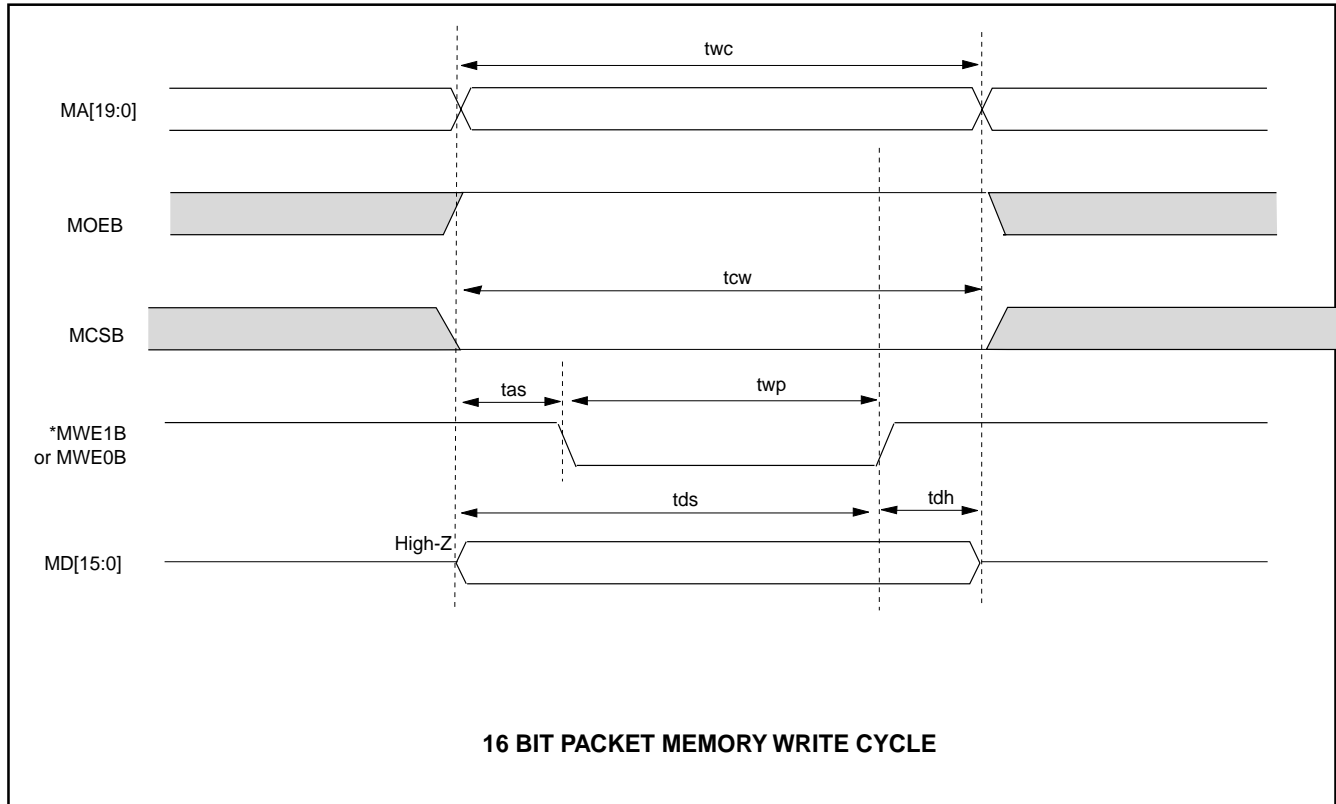 twc
MA[19:0]
MOEB
tcw
MCSB
tas
twp
*MWE1B
or MWE0B
tds
tdh
High-Z
MD[15:0]
16 BIT PACKET MEMORY WRITE CYCLE